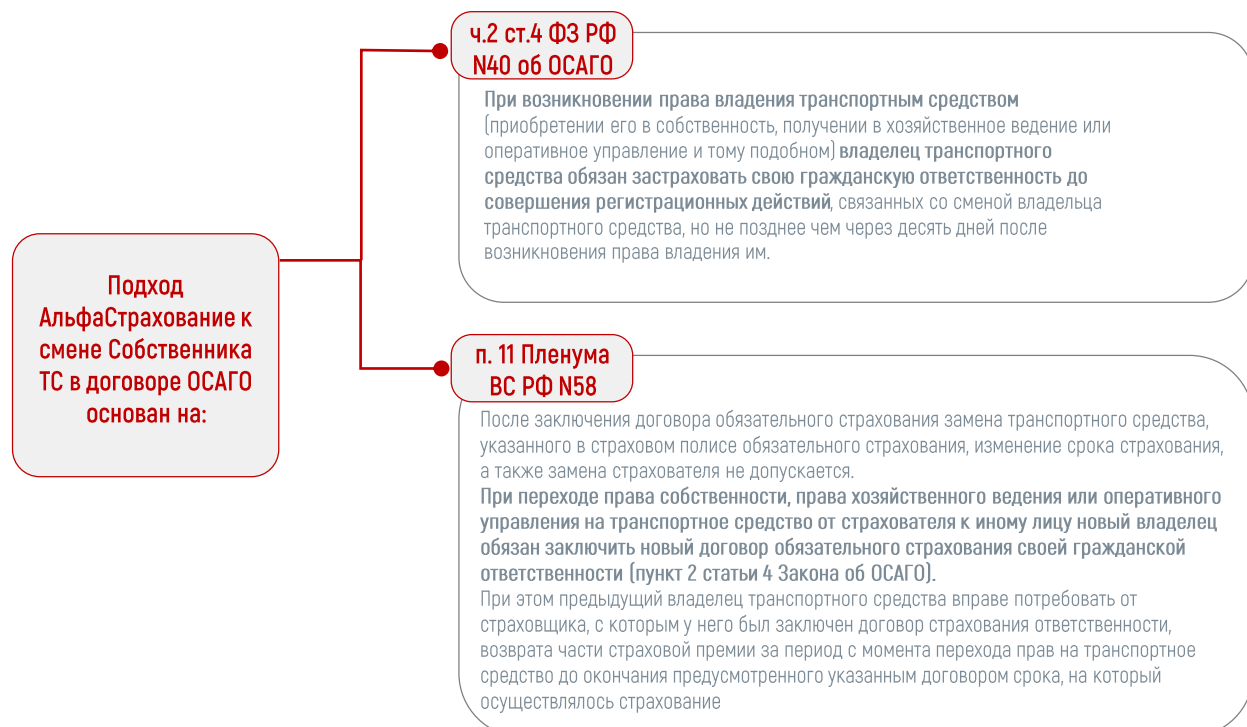 Подход
АльфаСтрахование к
смене Собственника
ТС в договоре ОСАГО
основан на:
ч.2 ст.4 ФЗ РФ
N40 об ОСАГО
При возникновении права владения транспортным средством
(приобретении его в собственность, получении в хозяйственное ведение или
оперативное управление и тому подобном) владелец транспортного
средства обязан застраховать свою гражданскую ответственность до
совершения регистрационных действий, связанных со сменой владельца
транспортного средства, но не позднее чем через десять дней после
возникновения права владения им.
п. 11 Пленума
ВС РФ N58
После заключения договора обязательного страхования замена транспортного средства,
указанного в страховом полисе обязательного страхования, изменение срока страхования,
а также замена страхователя не допускается.
При переходе права собственности, права хозяйственного ведения или оперативного
управления на транспортное средство от страхователя к иному лицу новый владелец
обязан заключить новый договор обязательного страхования своей гражданской
ответственности (пункт 2 статьи 4 Закона об ОСАГО).
При этом предыдущий владелец транспортного средства вправе потребовать от
страховщика, с которым у него был заключен договор страхования ответственности,
возврата части страховой премии за период с момента перехода прав на транспортное
средство до окончания предусмотренного указанным договором срока, на который
осуществлялось страхование